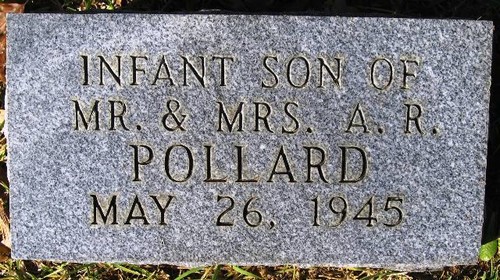 INFANT SON OF
MR. & MRS. A. R.
POLLARD
MAY 26, 1945